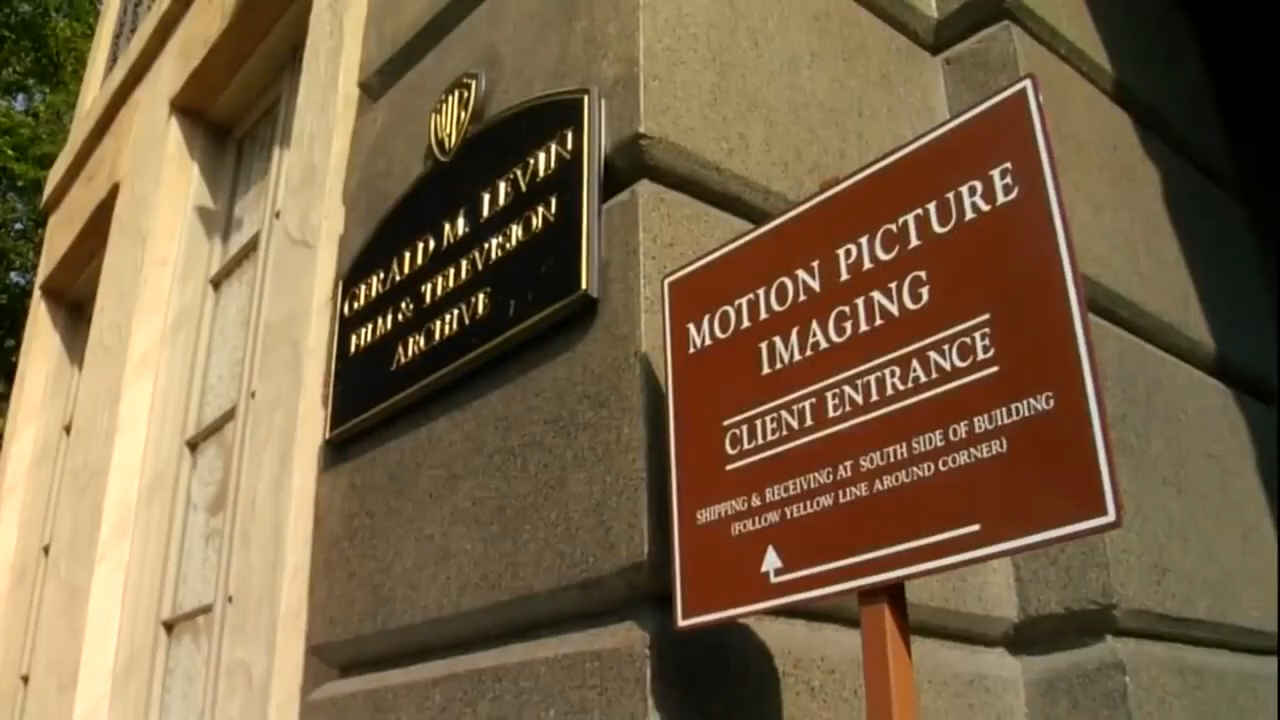 GERALD M. LEVIN
FILM & TELEVISION
ARCHIVE
MOTION PICTURE
IMAGING
CLIENT ENTRANCE
SHIPPING & RECEIVING AT SOUTH SIDE OF BUILDING
(FOLLOW YELLOW LINE AROUND CORNER)